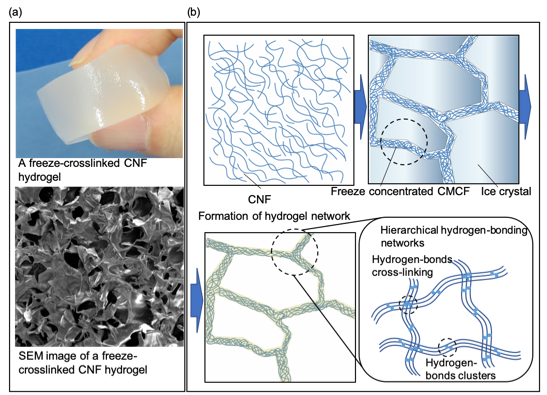 (a)
A freeze-crosslinked CNF
hydrogel
SEM image of a freeze-
crosslinked CNF hydrogel
(b)
CNF
Freeze concentrated CMCF
Ice crystal
Formation of hydrogel network
Hierarchical hydrogen-bonding
networks
Hydrogen-bonds
cross-linking
Hydrogen-
bonds clusters